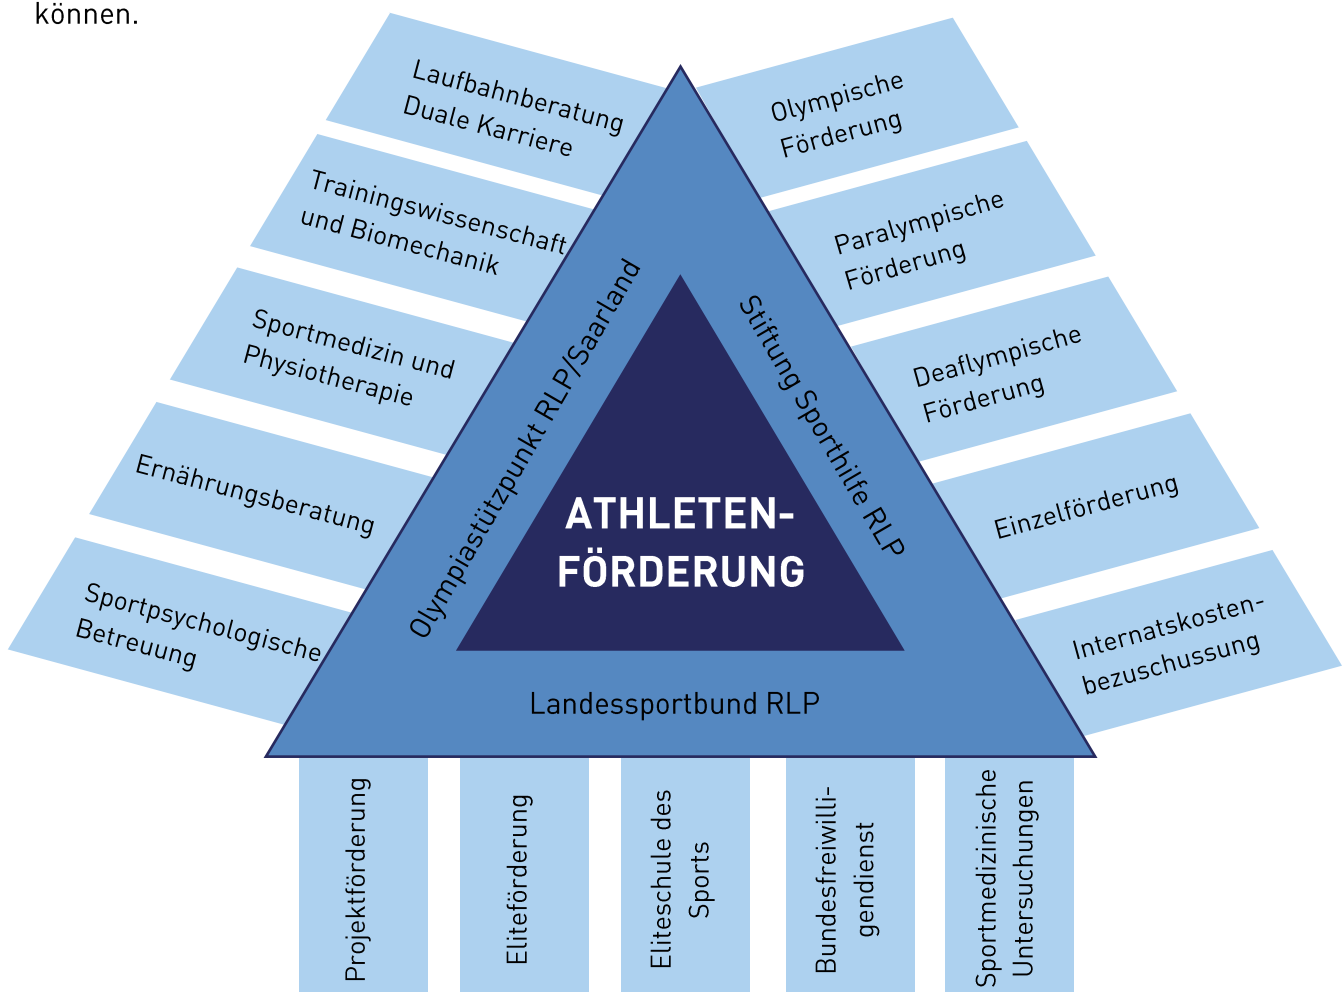 können.
Laufbahnberatung
Duale Karriere
Trainingswissenschaft
und Biomechanik
Sportmedizin und
Physiotherapie
Ernährungsberatung
Sportpsychologische
Betreuung
Olympiastützpunkt RLP/Saarland
ATHLETEN-
FÖRDERUNG
Stiftung Sporthilfe RLP
Olympische
Förderung
Paralympische
Förderung
Deaflympische
Förderung
Einzelförderung
Internatskosten-
bezuschussung
Landessportbund RLP
Projektförderung
Eliteförderung
Eliteschule des
Sports
Bundesfreiwilli-
gendienst
Sportmedizinische
Untersuchungen